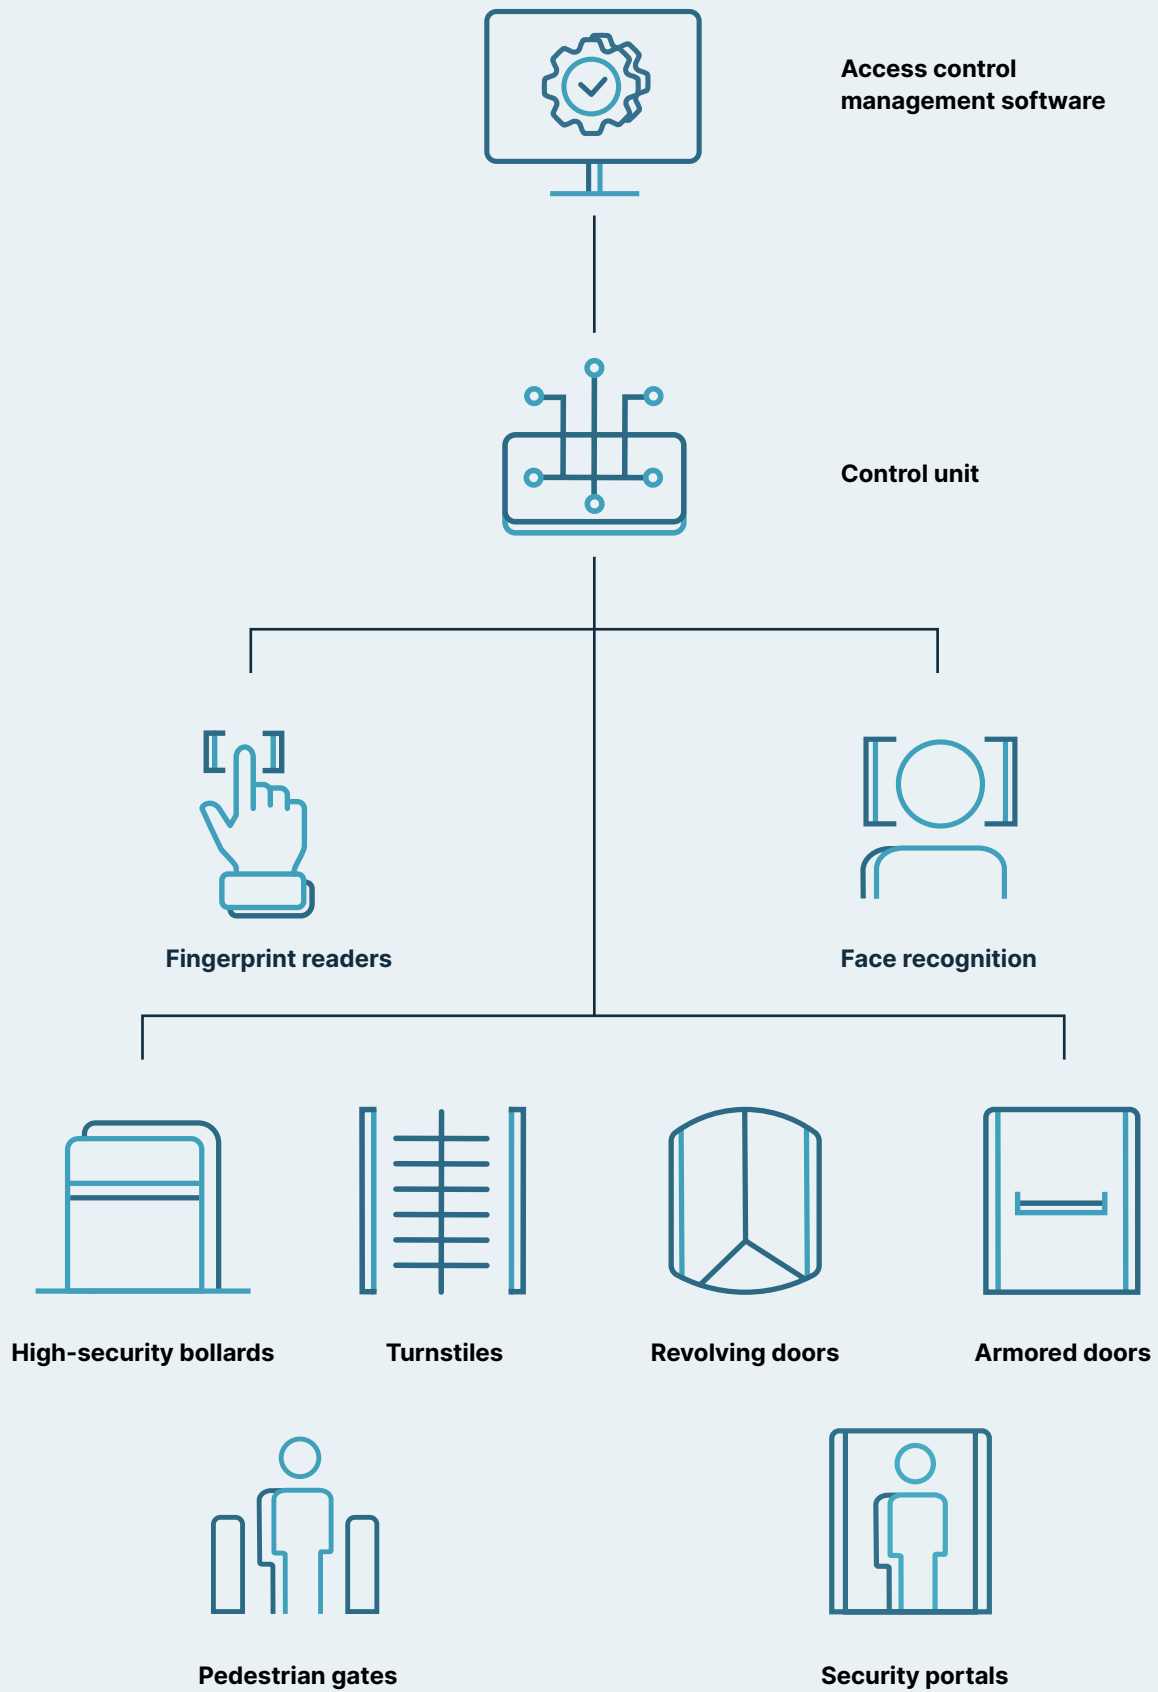 Access control
management software
Control unit
Fingerprint readers
Face recognition
High-security bollards
Turnstiles
Revolving doors
Armored doors
Pedestrian gates
Security portals